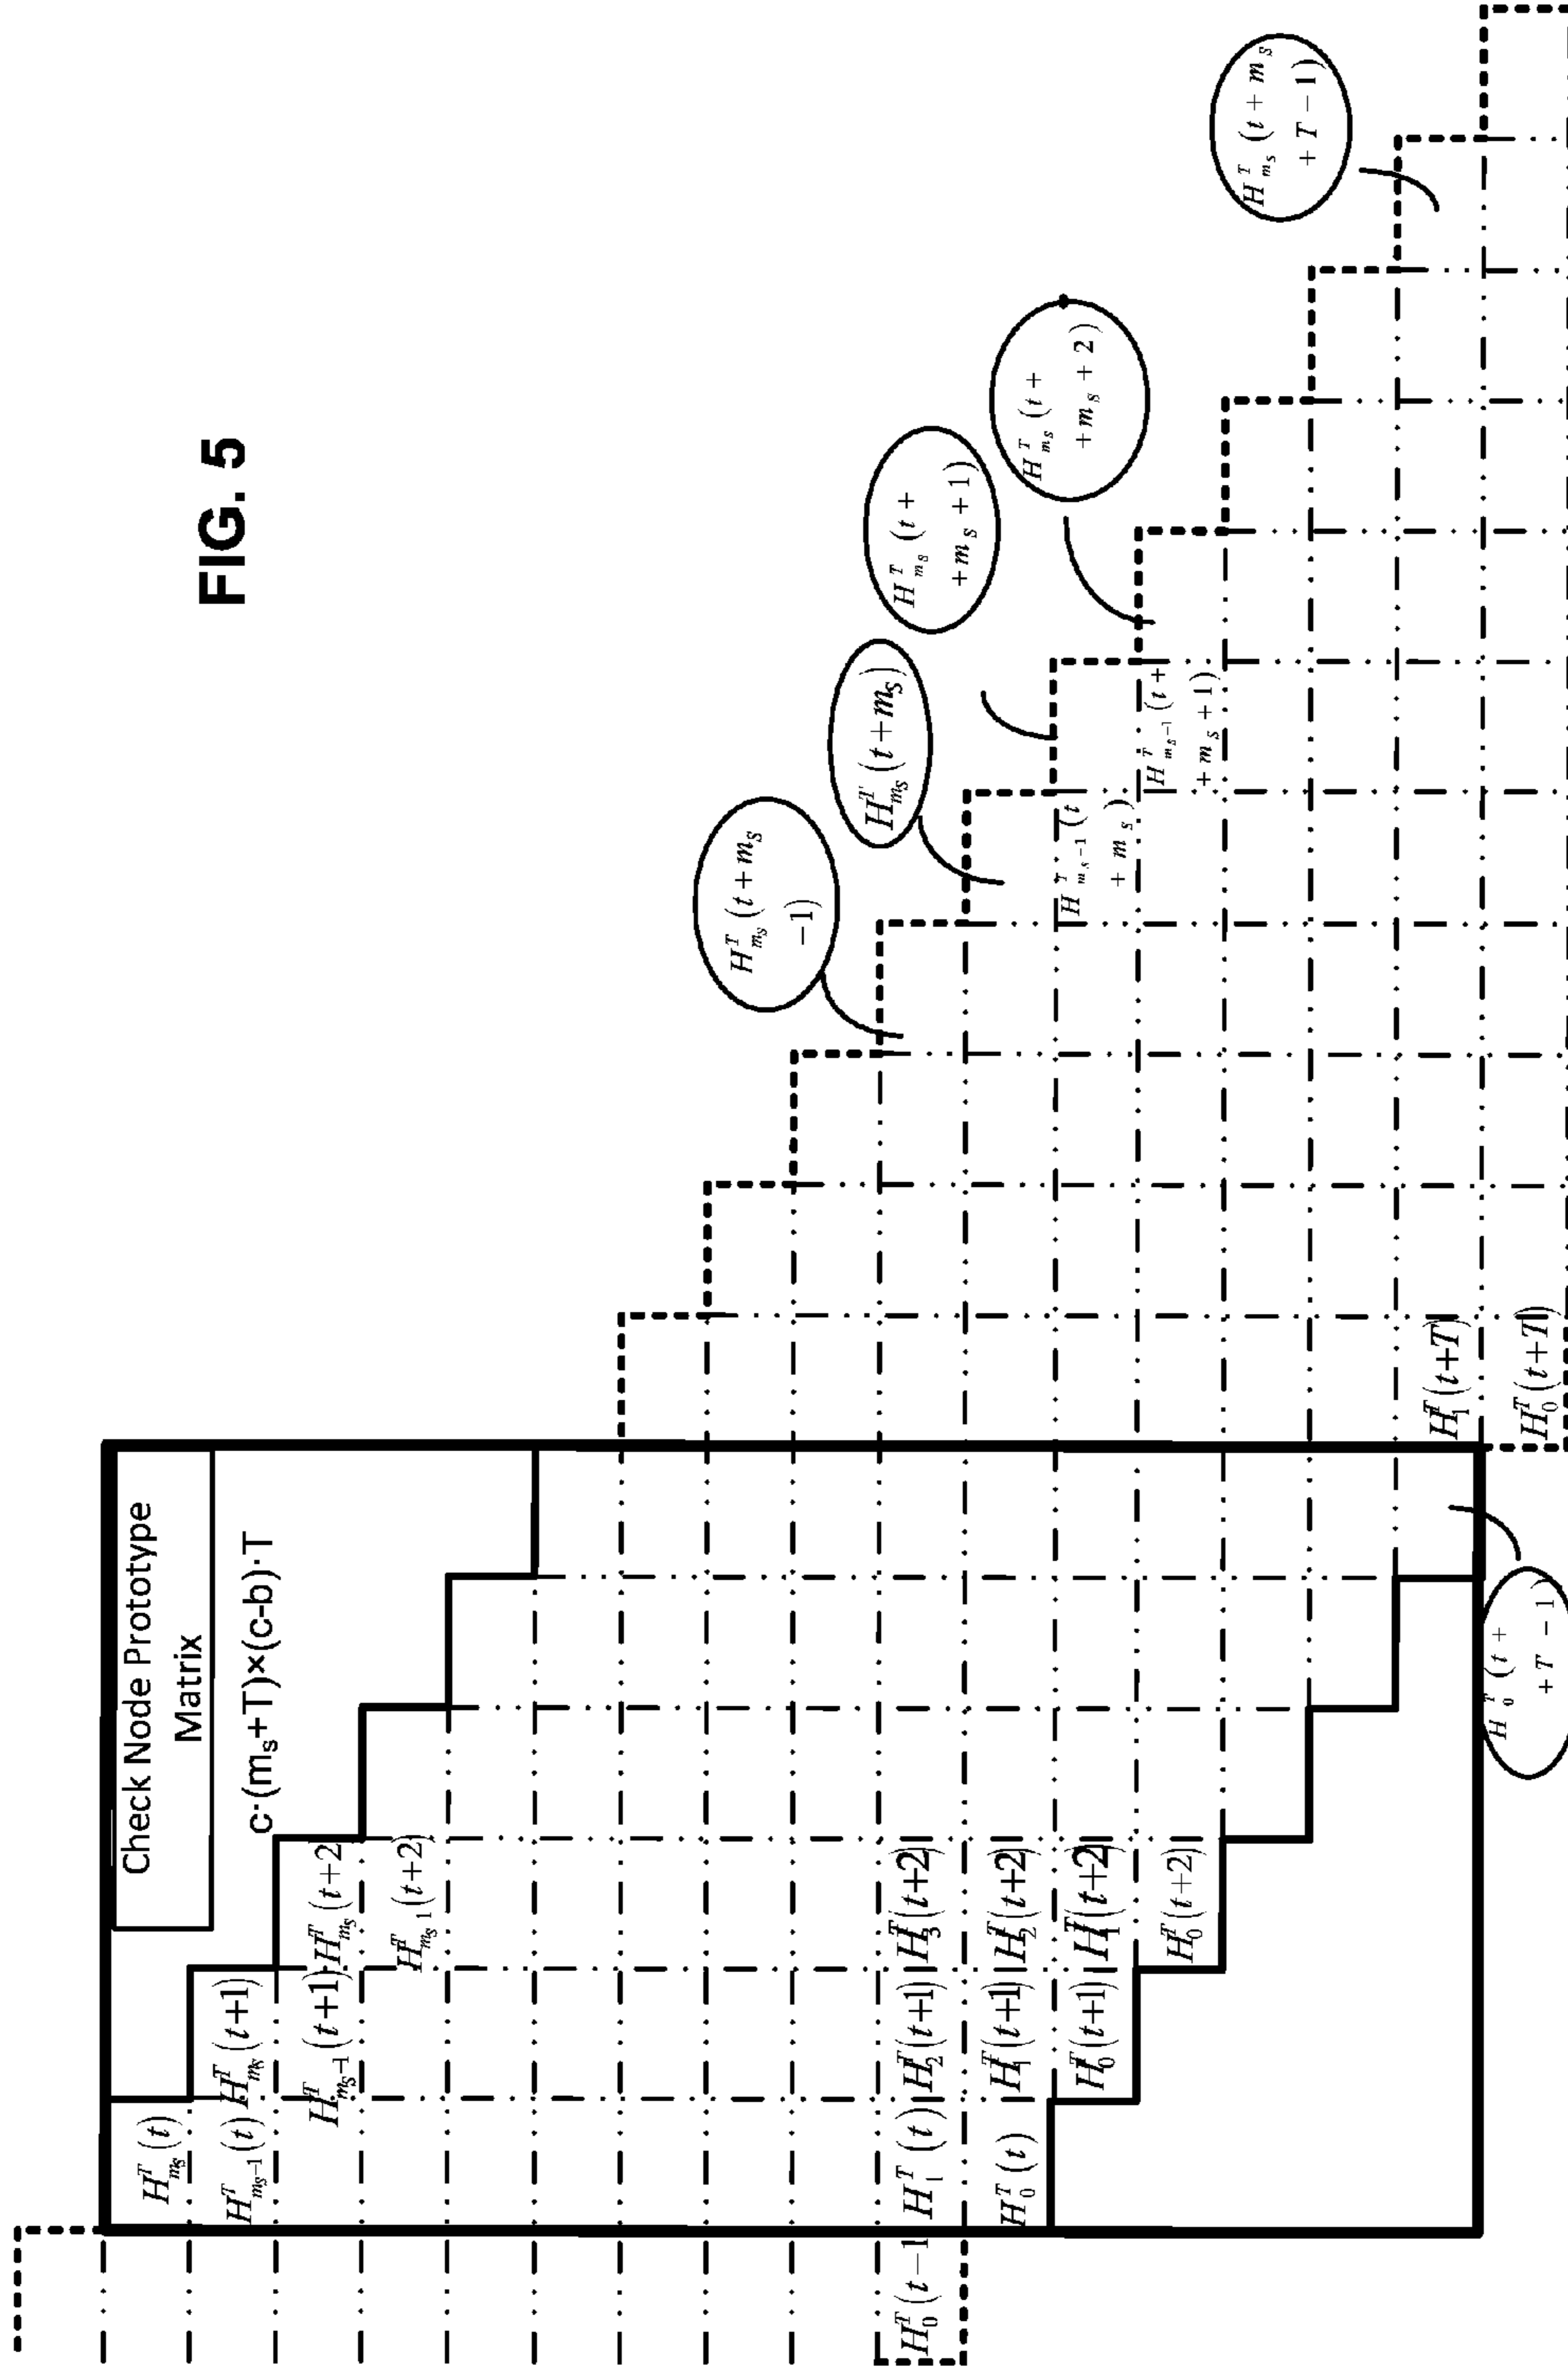 FIG. 5
Check Node Prototype
Matrix
c·(mₛ+T)×(c-b)·T
H^T_{m_S}(t)
H^T_{m_S-1}(t)
H^T_{m_S}(t+1)
H^T_{m_S-1}(t+1)
H^T_{m_S}(t+2
H^T_{m_S 1}(t+2)
H^T_0(t-1
H^T_1(t)
H^T_2(t+1)
H^T_3(t+2)
H^T_0(t)
H^T_1(t+1)
H^T_2(t+2)
H^T_0(t+1)
H^T_1(t+2)
H^T_0(t+2)
H^T_0(t+
+T-1)
H^T_1(t+T)
H^T_0(t+T)
H^T_{m_S}(t+m_S
-1)
H^T_{m_S}(t+m_S)
H^T_{m_S}(t+
+m_S+1)
H^T_{m_S}(t+
+m_S+2)
H^T_{m_S-1}(t
+m_S)
H^T_{m_S-1}(t+
+m_S+1)
H^T_{m_S}(t+m_S
+T-1)